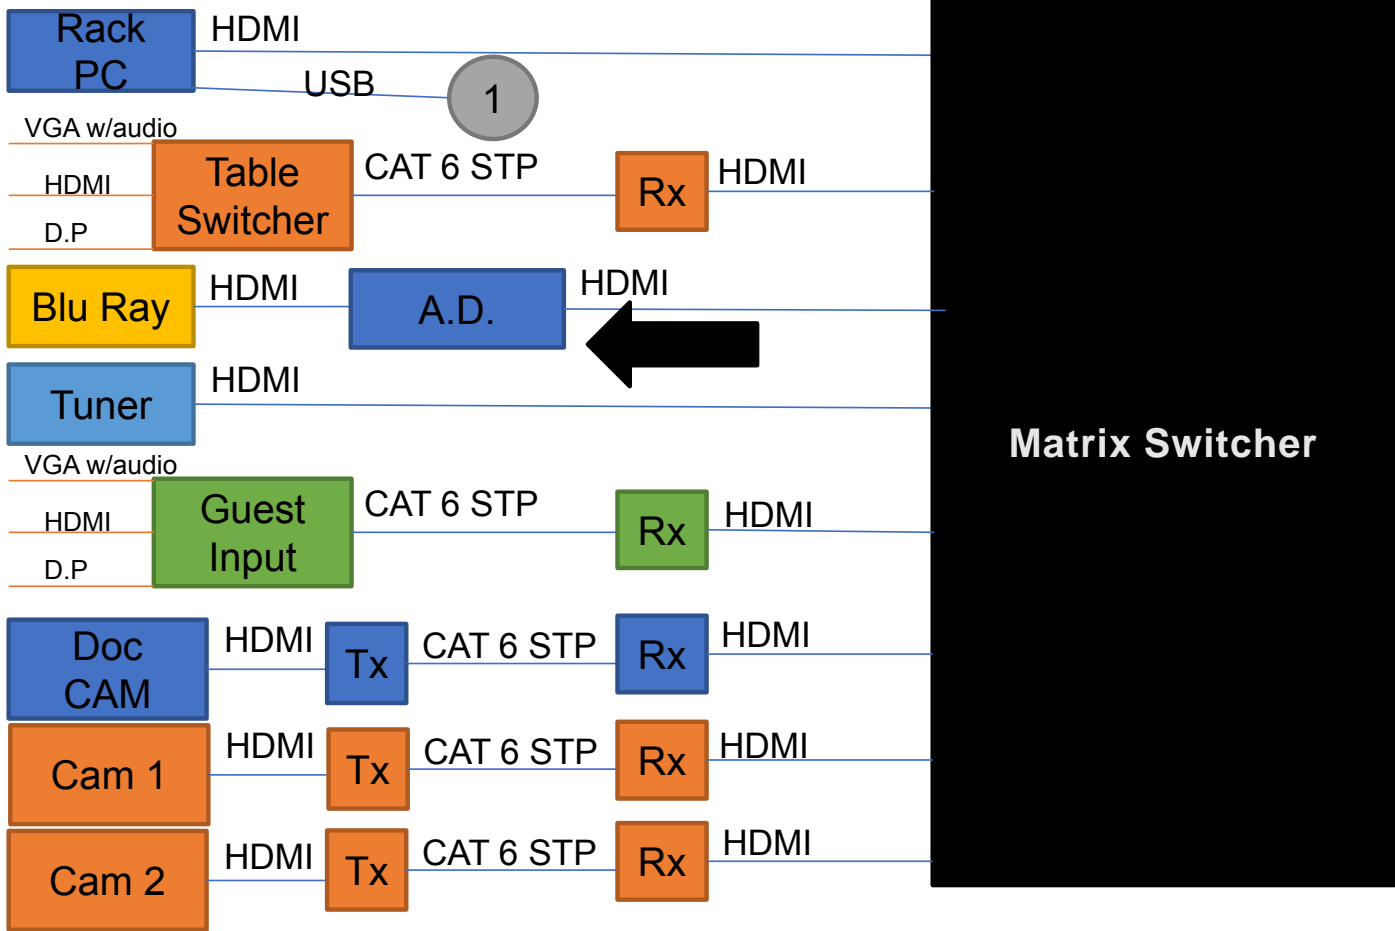 Rack
PC
HDMI
USB
1
VGA w/audio
HDMI
D.P
Table
Switcher
CAT 6 STP
Rx
HDMI
Blu Ray
HDMI
A.D.
HDMI
Tuner
HDMI
Matrix Switcher
VGA w/audio
HDMI
D.P
Guest
Input
CAT 6 STP
Rx
HDMI
Doc
CAM
HDMI
Tx
CAT 6 STP
Rx
HDMI
Cam 1
HDMI
Tx
CAT 6 STP
Rx
HDMI
Cam 2
HDMI
Tx
CAT 6 STP
Rx
HDMI